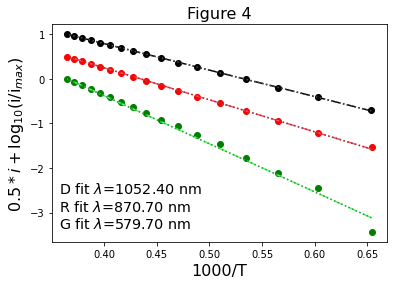 Figure 4
0.5 * i + log₁₀(i/iₘₐₓ)
1
0
−1
−2
−3
D fit λ=1052.40 nm
R fit λ=870.70 nm
G fit λ=579.70 nm
0.40 0.45 0.50 0.55 0.60 0.65
1000/T